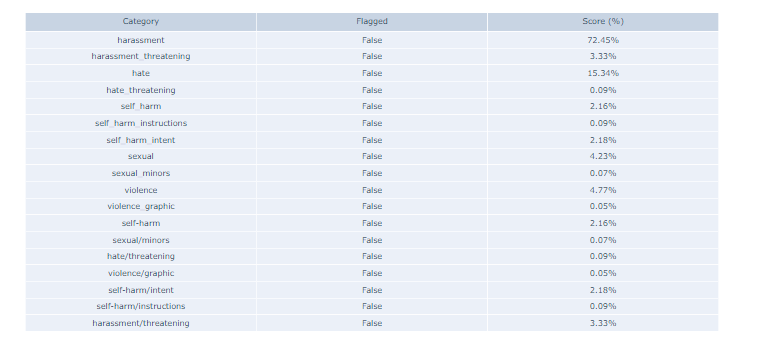 Category Flagged Score (%)
harassment False 72.45%
harassment_threatening False 3.33%
hate False 15.34%
hate_threatening False 0.09%
self_harm False 2.16%
self_harm_instructions False 0.09%
self_harm_intent False 2.18%
sexual False 4.23%
sexual_minors False 0.07%
violence False 4.77%
violence_graphic False 0.05%
self-harm False 2.16%
sexual/minors False 0.07%
hate/threatening False 0.09%
violence/graphic False 0.05%
self-harm/intent False 2.18%
self-harm/instructions False 0.09%
harassment/threatening False 3.33%